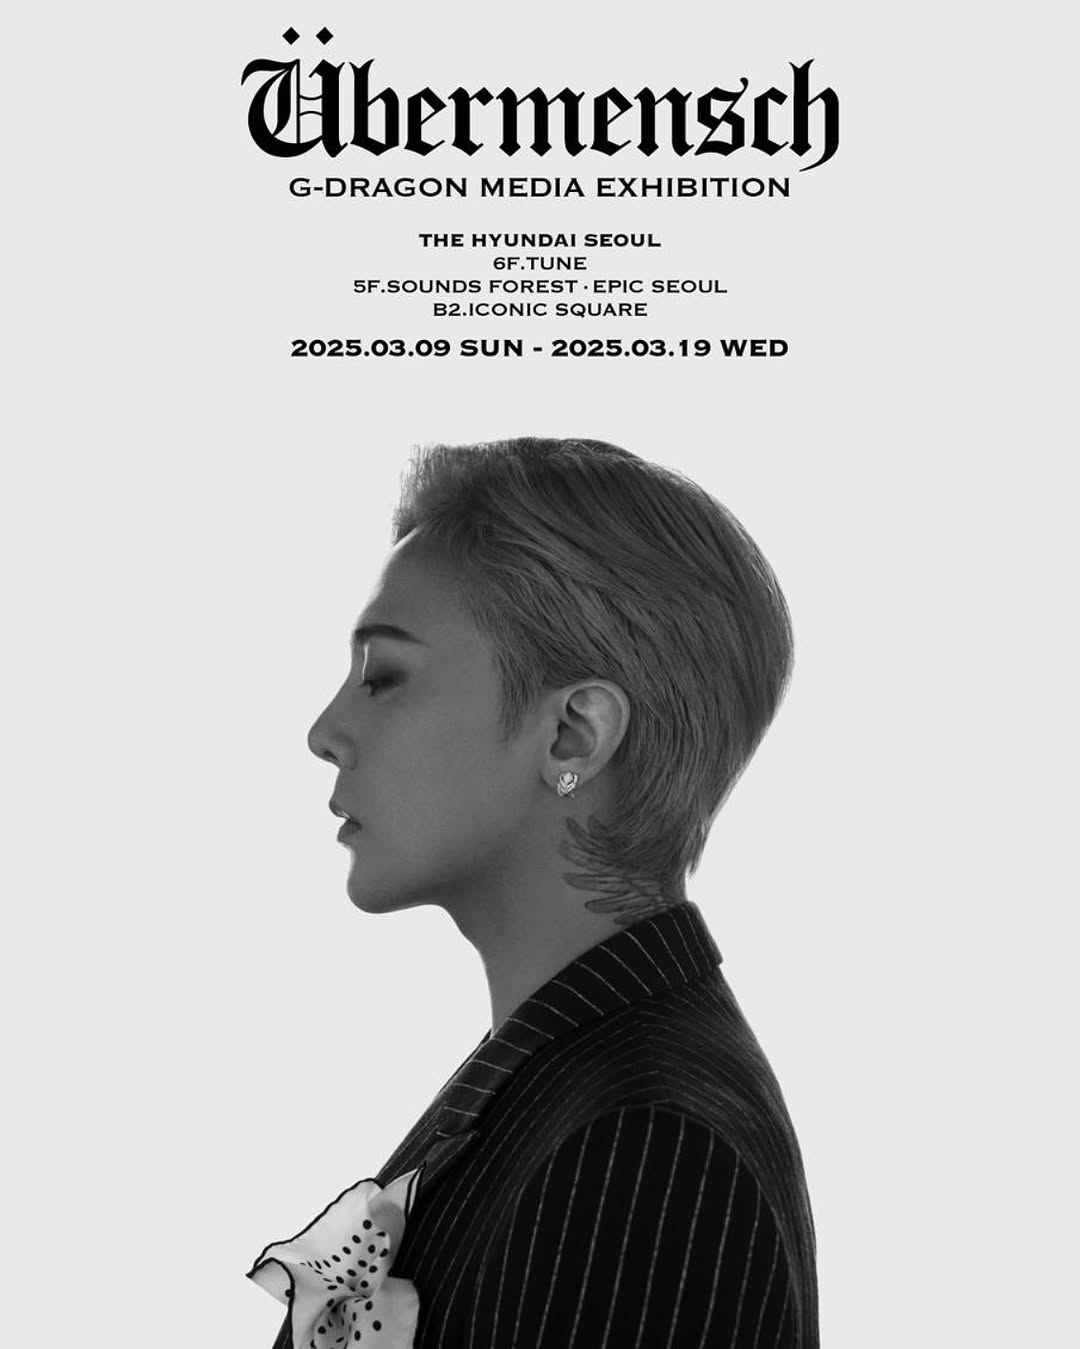 Übermensch
G-DRAGON MEDIA EXHIBITION
THE HYUNDAI SEOUL
6F.TUNE
5F.SOUNDS FOREST · EPIC SEOUL
B2.ICONIC SQUARE
2025.03.09 SUN - 2025.03.19 WED